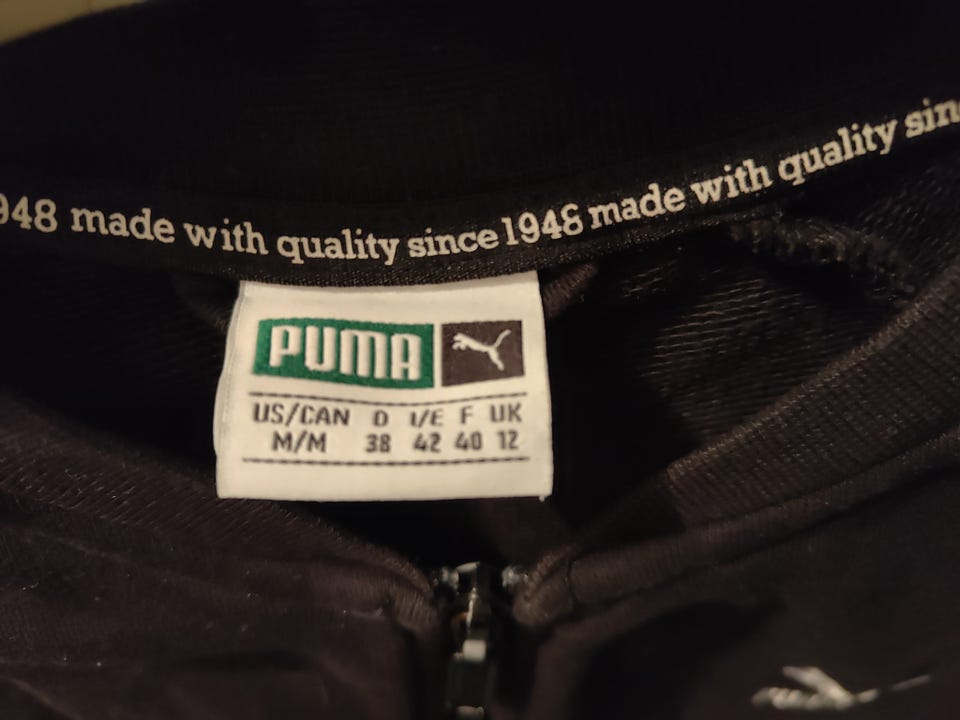 948 made with quality since 1948 made with quality sin
PUMA
US/CAN D I/E F UK
M/M 38 42 40 12